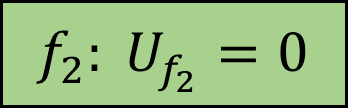 f₂: U_{f₂} = 0